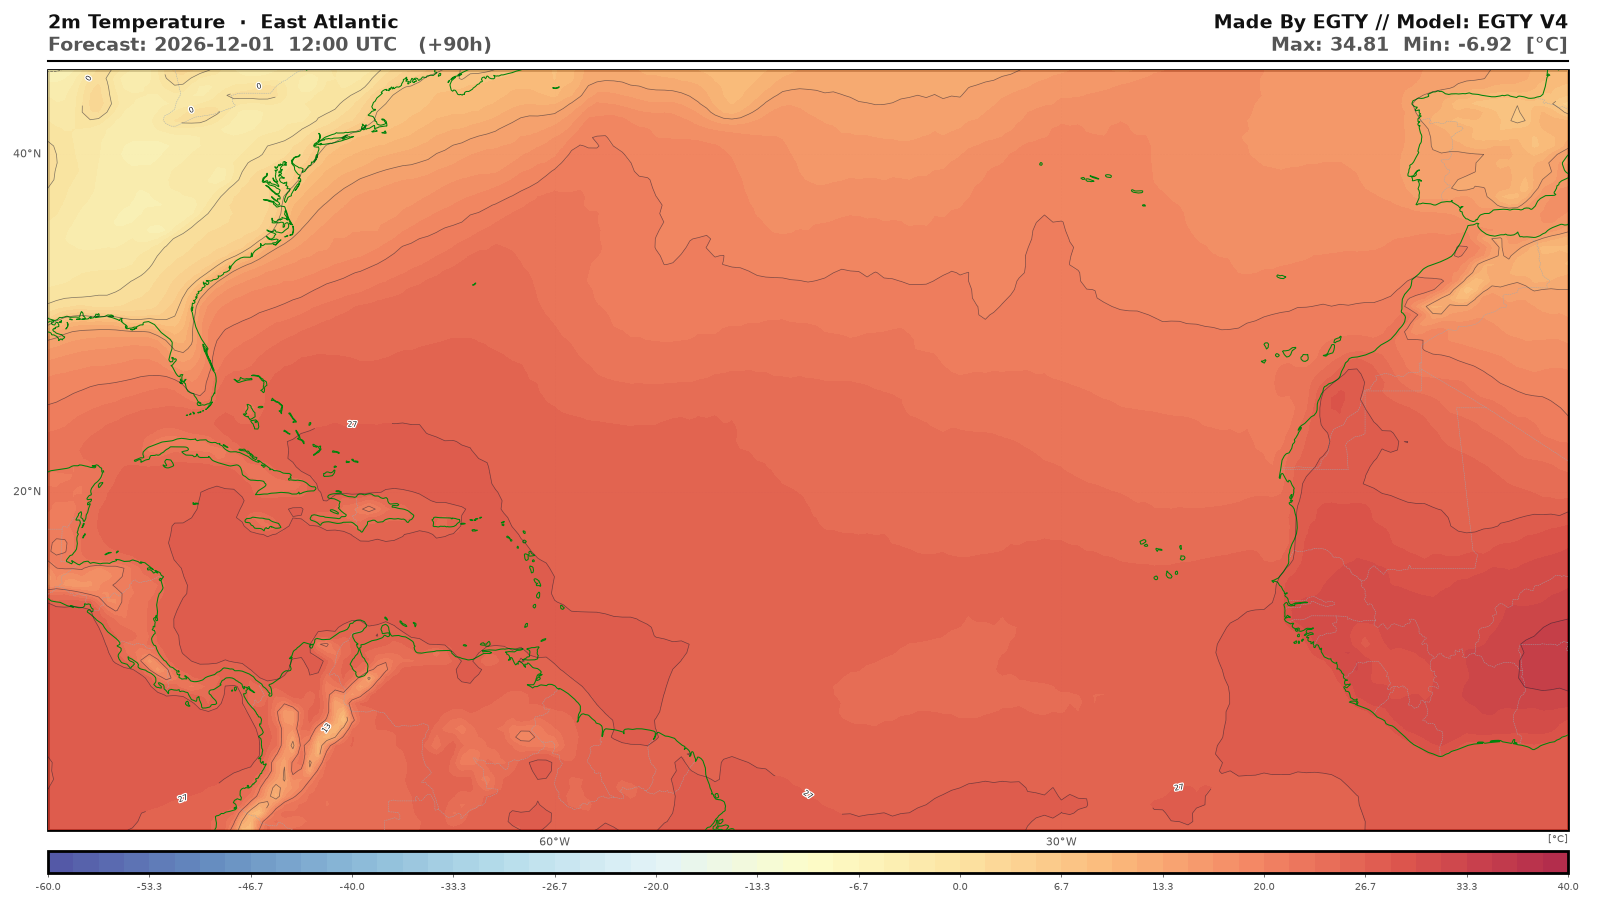 2m Temperature · East Atlantic
Made By EGTY // Model: EGTY V4
Forecast: 2026-12-01 12:00 UTC (+90h)
Max: 34.81 Min: -6.92 [°C]
0
0
0
40°N
27
20°N
13
27
27
27
60°W
30°W
[°C]
-60.0
-53.3
-46.7
-40.0
-33.3
-26.7
-20.0
-13.3
-6.7
0.0
6.7
13.3
20.0
26.7
33.3
40.0